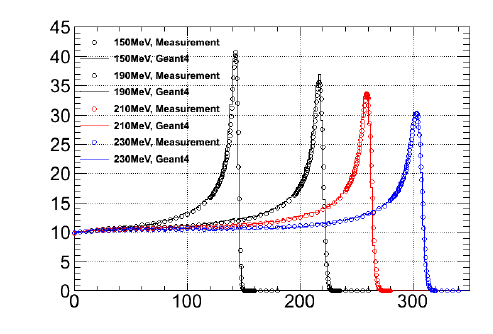 45
40
35
30
25
20
15
10
5
0
150MeV, Measurement
150MeV, Geant4
190MeV, Measurement
190MeV, Geant4
210MeV, Measurement
210MeV, Geant4
230MeV, Measurement
230MeV, Geant4
0 100 200 300